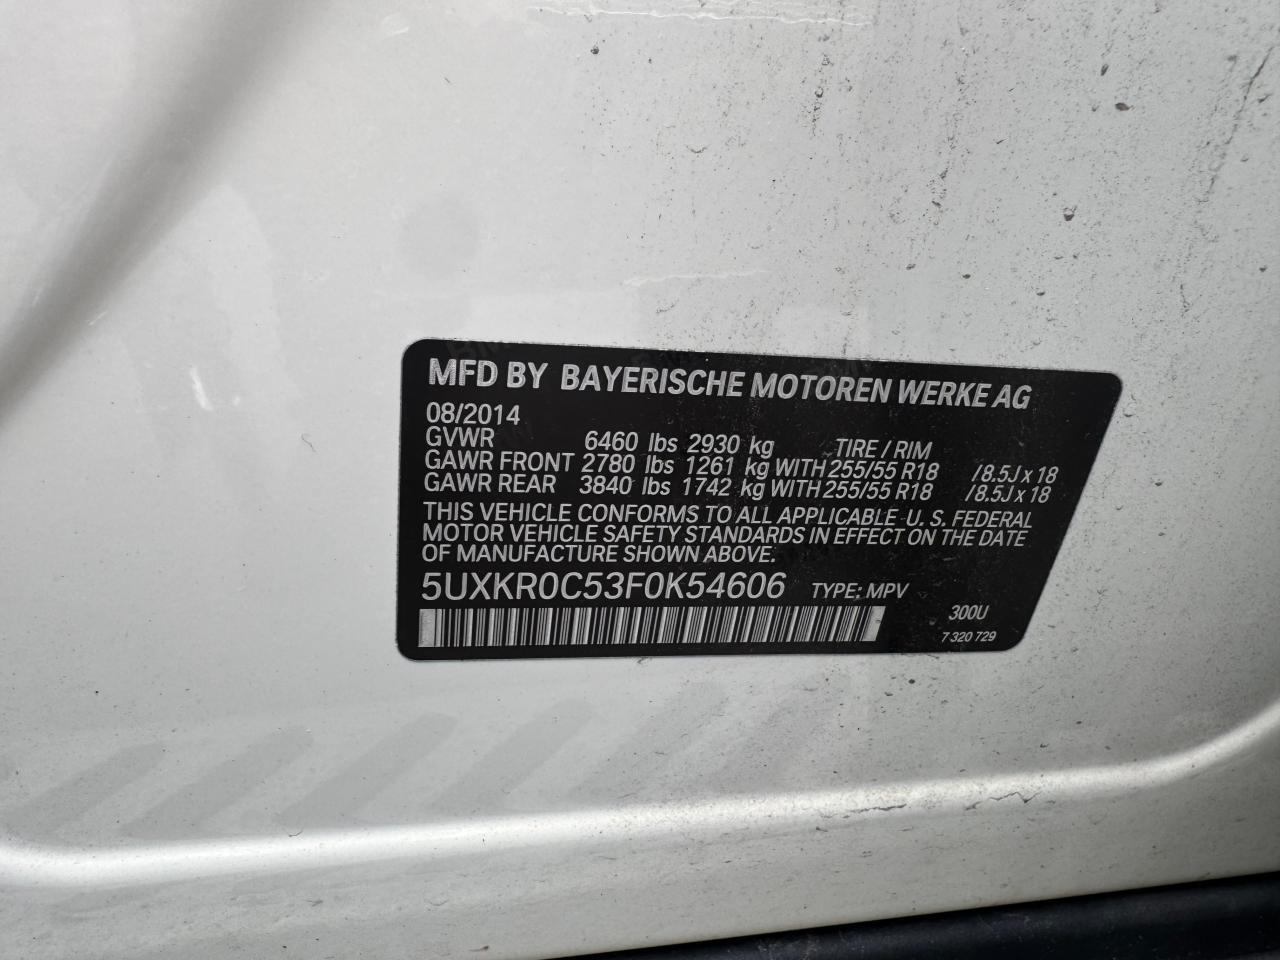 MFD BY BAYERISCHE MOTOREN WERKE AG
08/2014
GVWR 6460 lbs 2930 kg TIRE / RIM
GAWR FRONT 2780 lbs 1261 kg WITH 255/55 R18 /8.5J x 18
GAWR REAR 3840 lbs 1742 kg WITH 255/55 R18 /8.5J x 18
THIS VEHICLE CONFORMS TO ALL APPLICABLE U. S. FEDERAL
MOTOR VEHICLE SAFETY STANDARDS IN EFFECT ON THE DATE
OF MANUFACTURE SHOWN ABOVE.
5UXKR0C53F0K54606 TYPE: MPV
300U
7 320 729